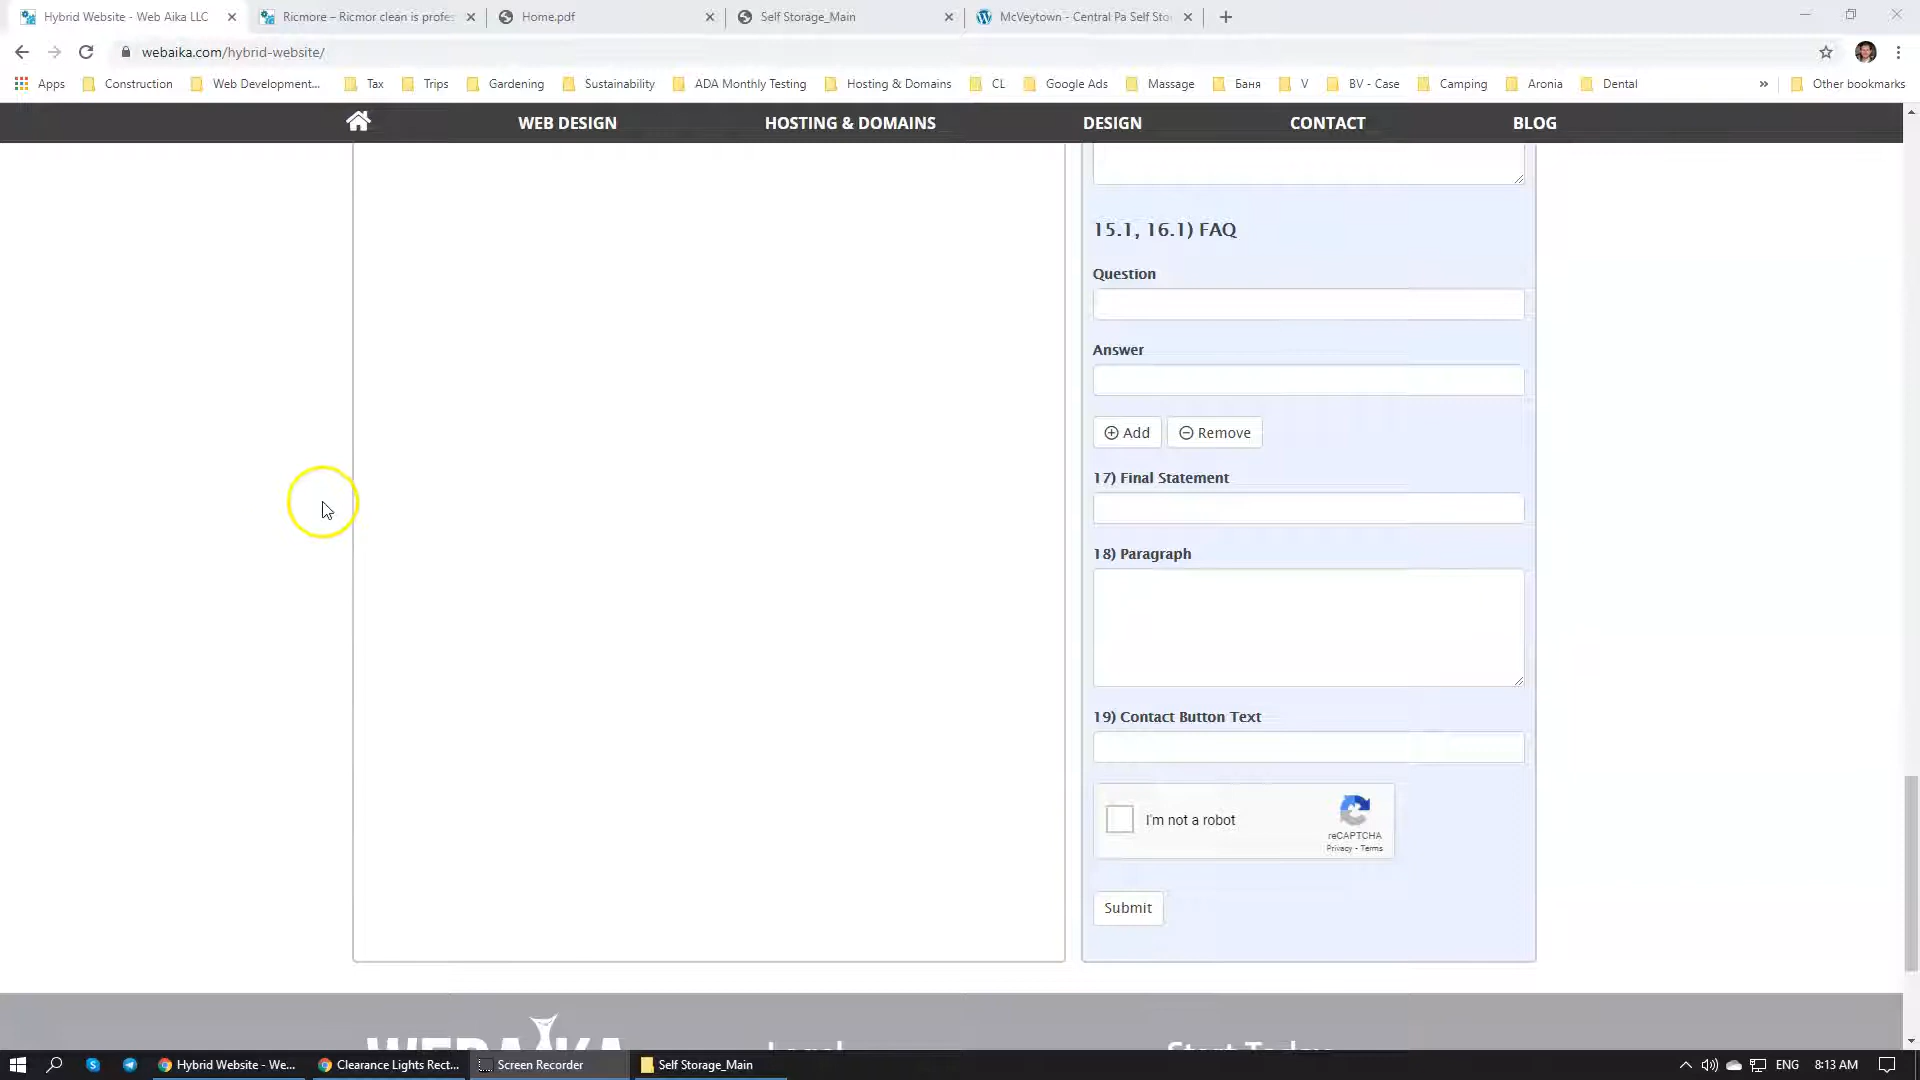 Hybrid Website - Web Aika LLC
Ricmore – Ricmor clean is profes
Home.pdf
Self Storage_Main
McVeytown - Central Pa Self Sto
webaika.com/hybrid-website/
Apps
Construction
Web Development...
Tax
Trips
Gardening
Sustainability
ADA Monthly Testing
Hosting & Domains
CL
Google Ads
Massage
Баня
V
BV - Case
Camping
Aronia
Dental
»
Other bookmarks
WEB DESIGN
HOSTING & DOMAINS
DESIGN
CONTACT
BLOG
15.1, 16.1) FAQ
Question
Answer
Add
Remove
17) Final Statement
18) Paragraph
19) Contact Button Text
I'm not a robot
reCAPTCHA
Privacy - Terms
Submit
WEBAIKA
Legal
Start Today
Hybrid Website - We...
Clearance Lights Rect...
Screen Recorder
Self Storage_Main
ENG
8:13 AM